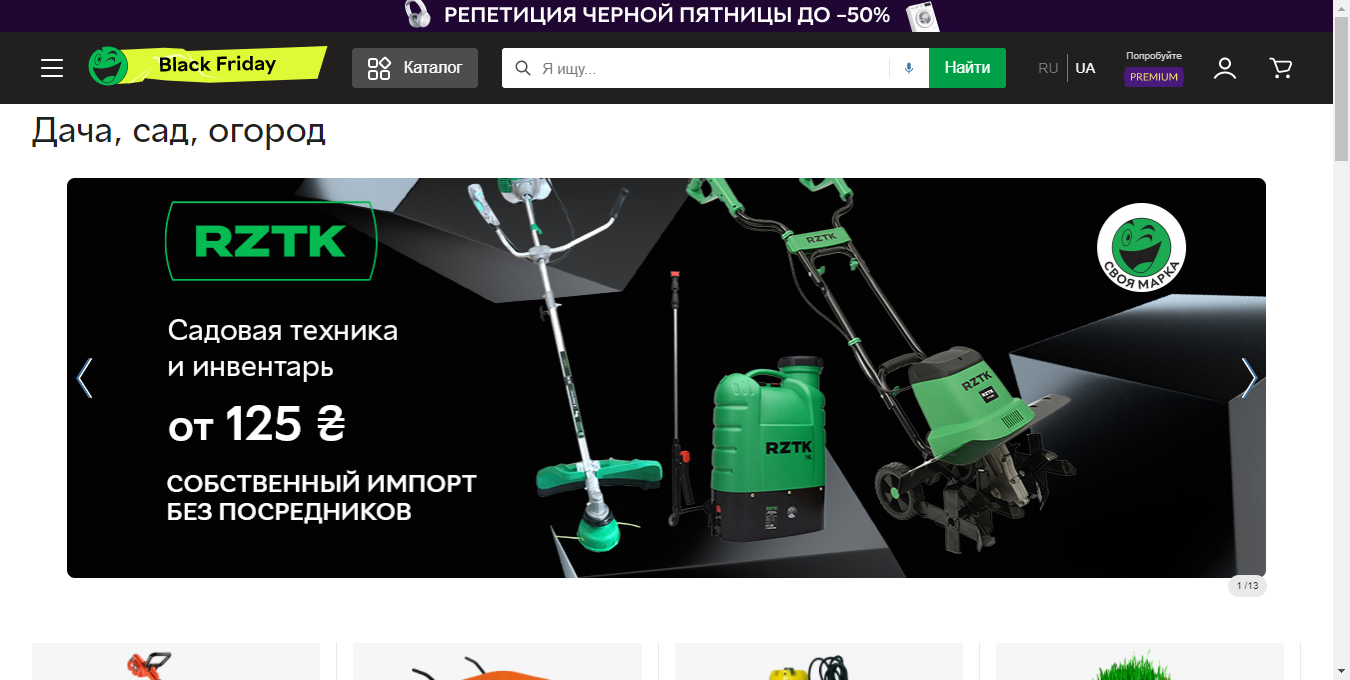 РЕПЕТИЦИЯ ЧЕРНОЙ ПЯТНИЦЫ ДО –50%
Black Friday
Каталог
Я ищу...
Найти
RU
UA
Попробуйте
PREMIUM
Дача, сад, огород
RZTK
Садовая техника
и инвентарь
от 125 ₴
СОБСТВЕННЫЙ ИМПОРТ
БЕЗ ПОСРЕДНИКОВ
RZTK
RZTK
RZTK
СВОЯ МАРКА
1 /13